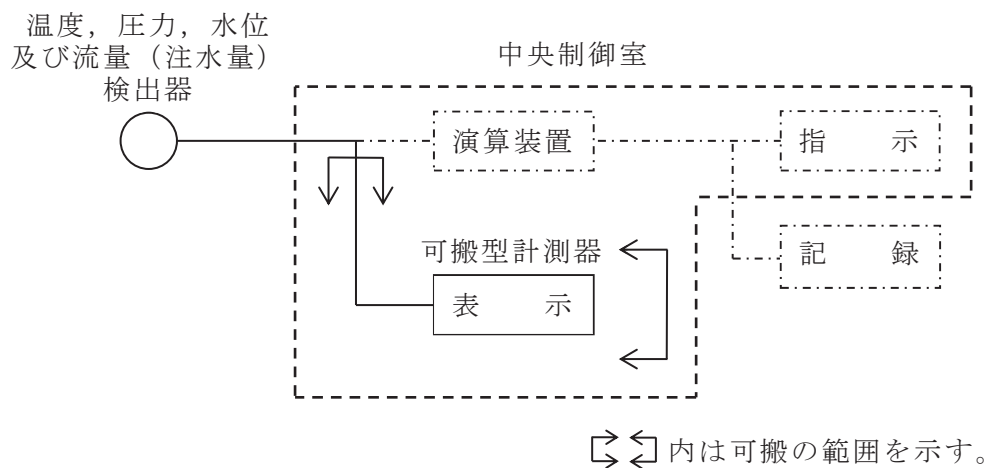 温度，圧力，水位
及び流量（注水量）
検出器
中央制御室
演算装置
指　　示
記　　録
可搬型計測器
表　　示
内は可搬の範囲を示す。